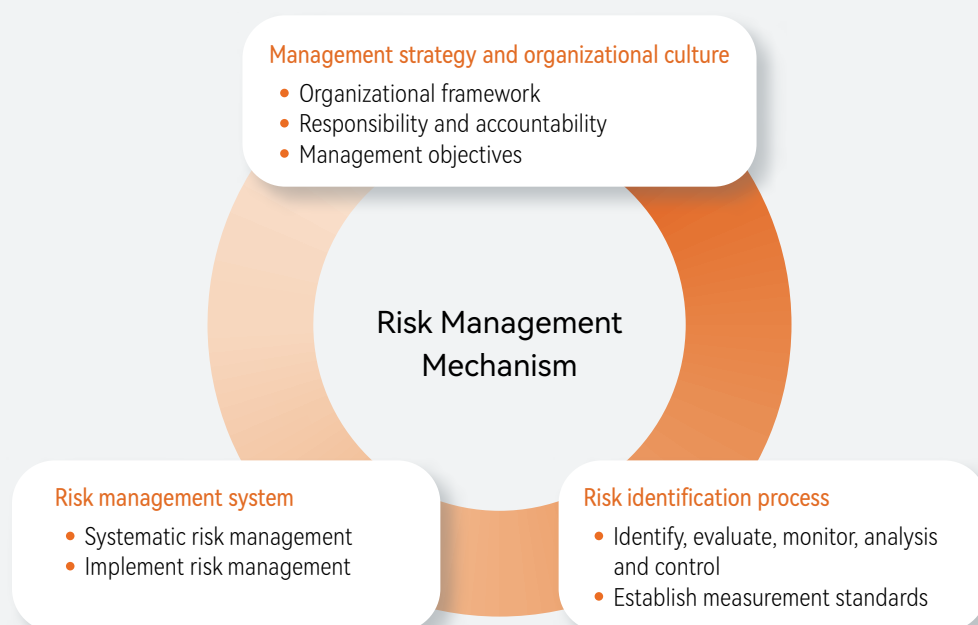 Management strategy and organizational culture
• Organizational framework
• Responsibility and accountability
• Management objectives
Risk Management
Mechanism
Risk management system
• Systematic risk management
• Implement risk management
Risk identification process
• Identify, evaluate, monitor, analysis
and control
• Establish measurement standards